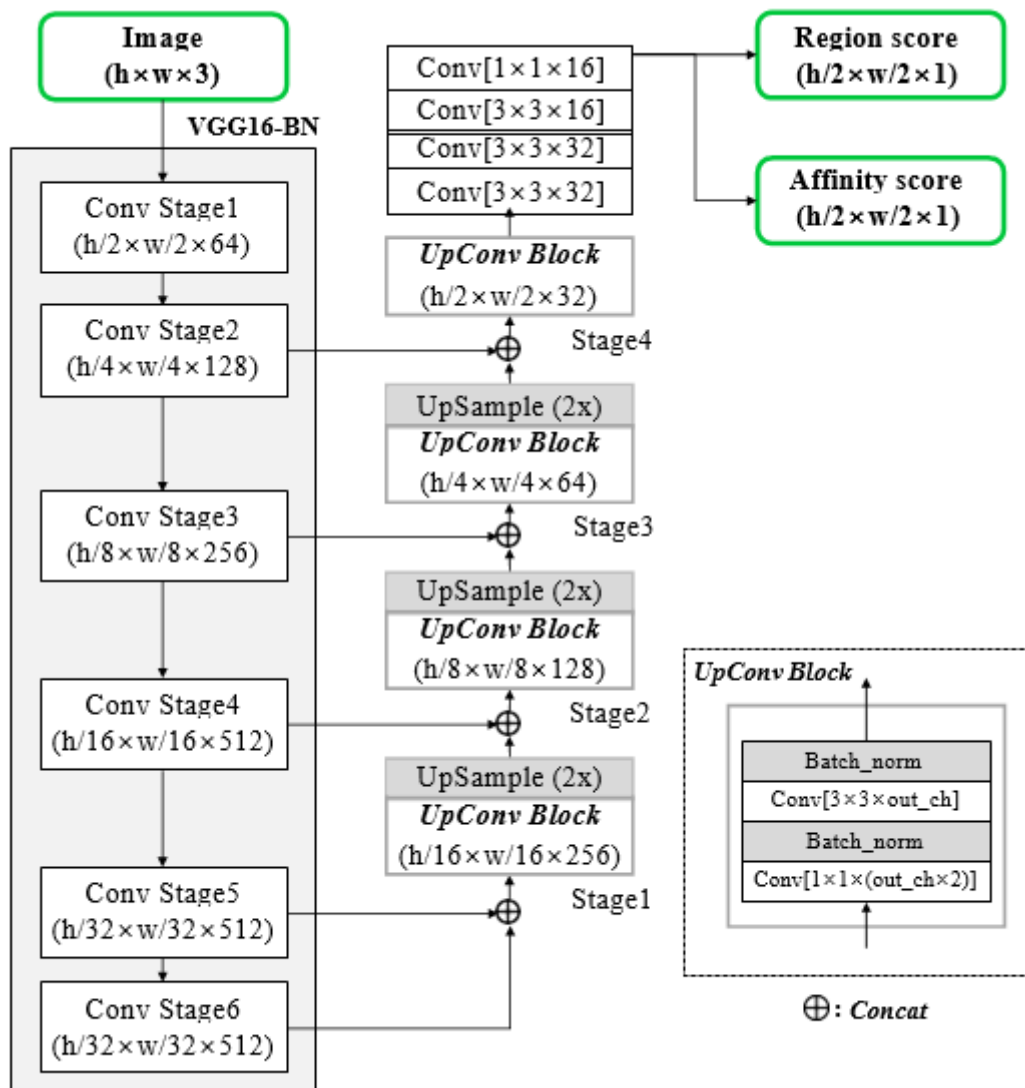 Image
(h×w×3)
VGG16-BN
Conv Stage1
(h/2×w/2×64)
Conv Stage2
(h/4×w/4×128)
Conv Stage3
(h/8×w/8×256)
Conv Stage4
(h/16×w/16×512)
Conv Stage5
(h/32×w/32×512)
Conv Stage6
(h/32×w/32×512)
Conv[1×1×16]
Conv[3×3×16]
Conv[3×3×32]
Conv[3×3×32]
UpConv Block
(h/2×w/2×32)
Stage4
UpSample (2x)
UpConv Block
(h/4×w/4×64)
Stage3
UpSample (2x)
UpConv Block
(h/8×w/8×128)
Stage2
UpSample (2x)
UpConv Block
(h/16×w/16×256)
Stage1
Region score
(h/2×w/2×1)
Affinity score
(h/2×w/2×1)
UpConv Block
Batch_norm
Conv[3×3×out_ch]
Batch_norm
Conv[1×1×(out_ch×2)]
⊕: Concat